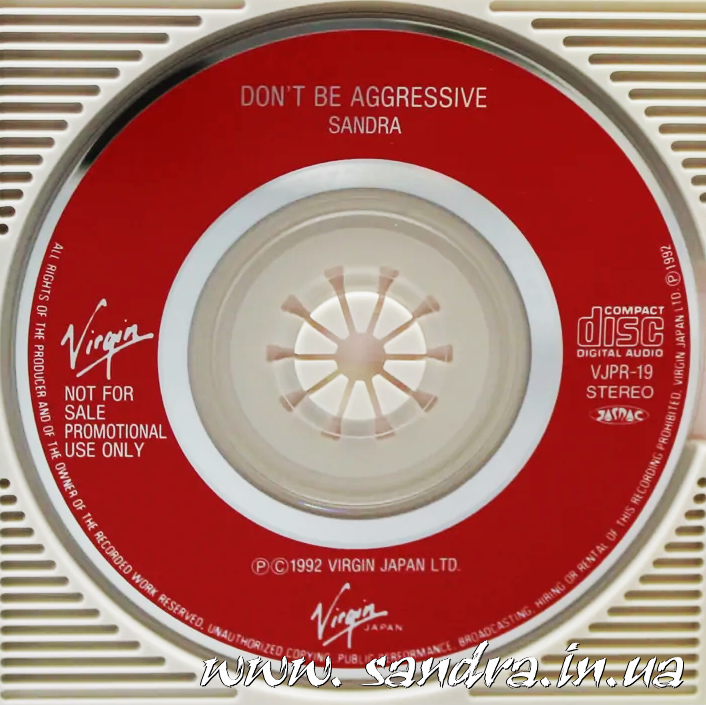 DON'T BE AGGRESSIVE
SANDRA
Virgin
NOT FOR
SALE
PROMOTIONAL
USE ONLY
COMPACT
disc
DIGITAL AUDIO
VJPR-19
STEREO
JASRAC
Ⓟ©1992 VIRGIN JAPAN LTD.
Virgin
JAPAN
ALL RIGHTS OF THE PRODUCER AND OF THE OWNER OF THE RECORDED WORK RESERVED. UNAUTHORIZED COPYING, PUBLIC PERFORMANCE, BROADCASTING, HIRING OR RENTAL OF THIS RECORDING PROHIBITED. VIRGIN JAPAN LTD. Ⓟ1992
www.sandra.in.ua